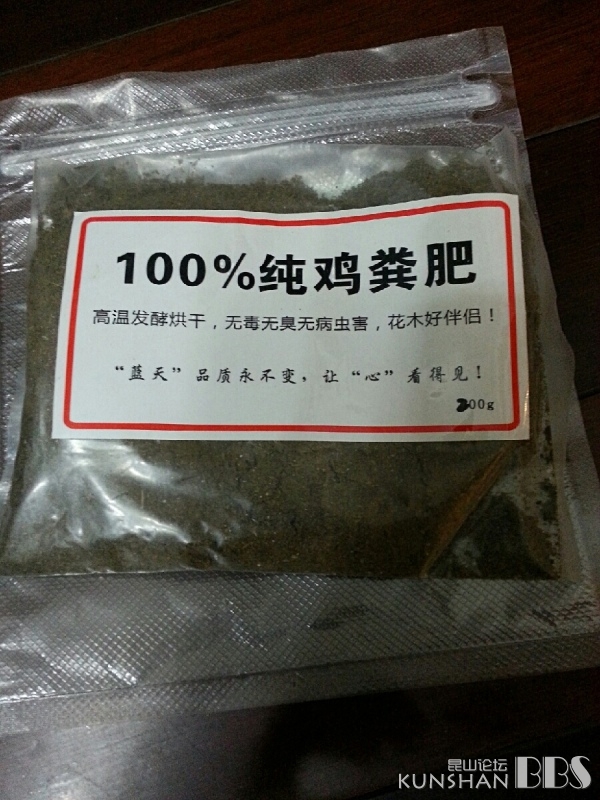 100%纯鸡粪肥
高温发酵烘干，无毒无臭无病虫害，花木好伴侣！
“蓝天”品质永不变，让“心”看得见！
00g
昆山论坛
KUNSHAN BBS